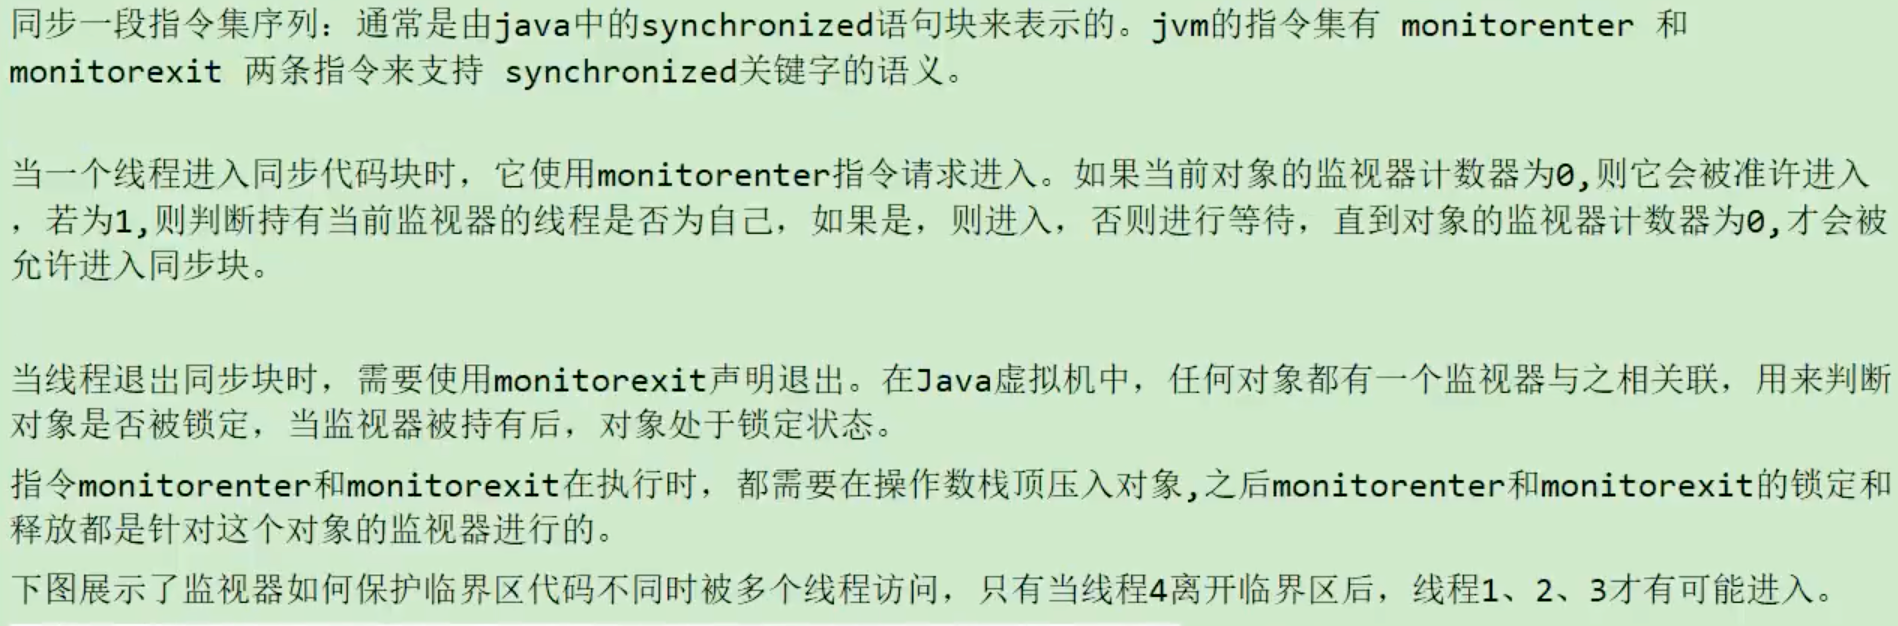 同步一段指令集序列：通常是由java中的synchronized语句块来表示的。jvm的指令集有 monitorenter 和
monitorexit 两条指令来支持 synchronized关键字的语义。
当一个线程进入同步代码块时，它使用monitorenter指令请求进入。如果当前对象的监视器计数器为0,则它会被准许进入
，若为1,则判断持有当前监视器的线程是否为自己，如果是，则进入，否则进行等待，直到对象的监视器计数器为0,才会被
允许进入同步块。
当线程退出同步块时，需要使用monitorexit声明退出。在Java虚拟机中，任何对象都有一个监视器与之相关联，用来判断
对象是否被锁定，当监视器被持有后，对象处于锁定状态。
指令monitorenter和monitorexit在执行时，都需要在操作数栈顶压入对象,之后monitorenter和monitorexit的锁定和
释放都是针对这个对象的监视器进行的。
下图展示了监视器如何保护临界区代码不同时被多个线程访问，只有当线程4离开临界区后，线程1、2、3才有可能进入。